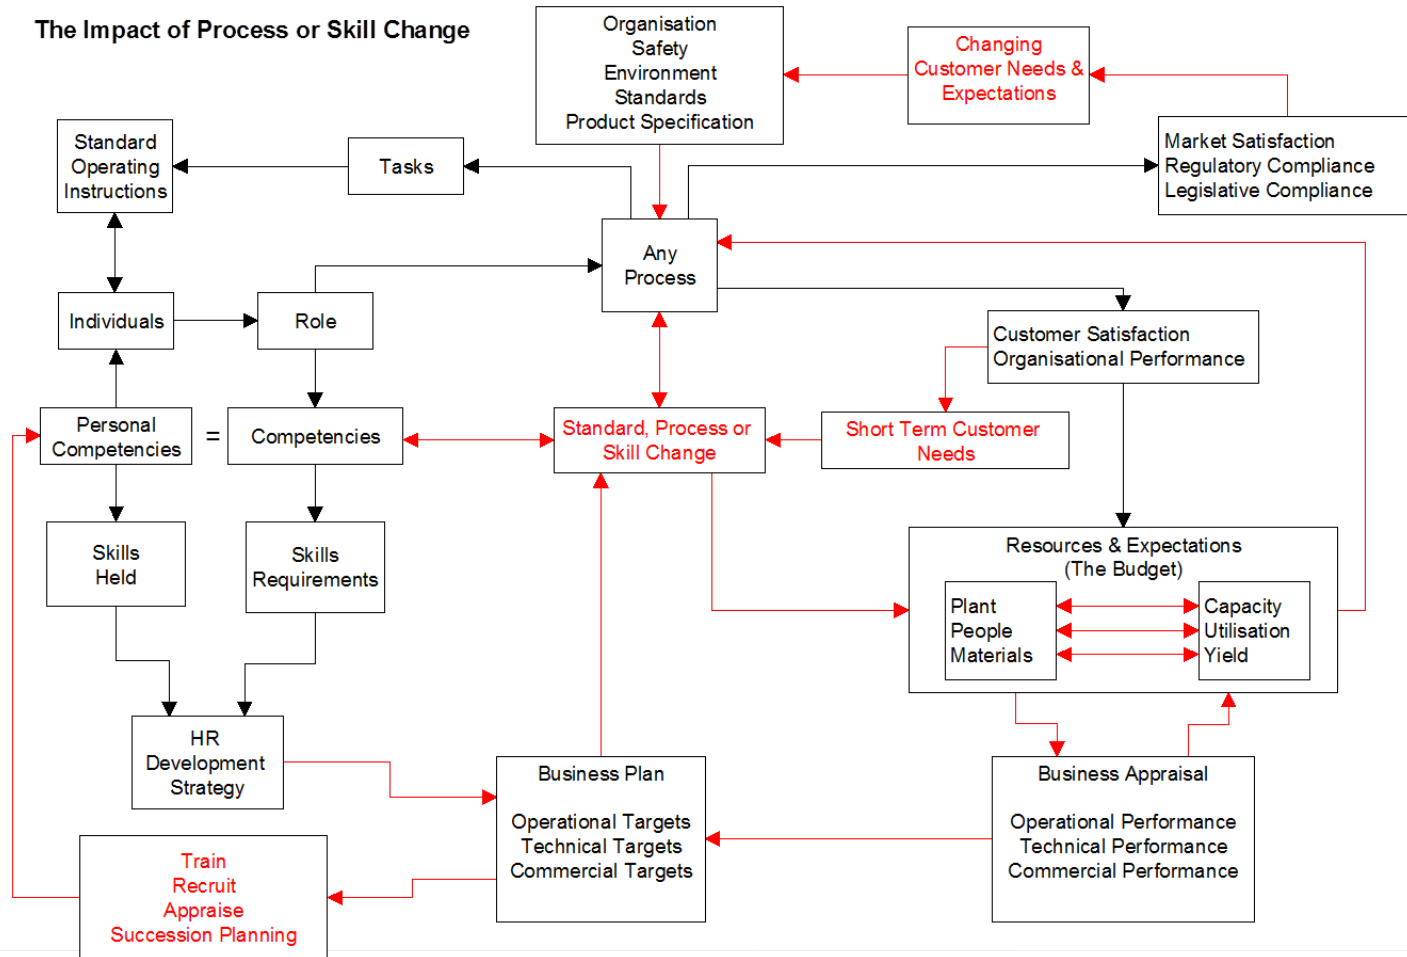 The Impact of Process or Skill Change
Organisation
Safety
Environment
Standards
Product Specification
Changing
Customer Needs &
Expectations
Market Satisfaction
Regulatory Compliance
Legislative Compliance
Standard
Operating
Instructions
Tasks
Any
Process
Individuals
Role
Customer Satisfaction
Organisational Performance
Personal
Competencies
=
Competencies
Standard, Process or
Skill Change
Short Term Customer
Needs
Skills
Held
Skills
Requirements
Resources & Expectations
(The Budget)
Plant
People
Materials
Capacity
Utilisation
Yield
HR
Development
Strategy
Business Plan
Operational Targets
Technical Targets
Commercial Targets
Business Appraisal
Operational Performance
Technical Performance
Commercial Performance
Train
Recruit
Appraise
Succession Planning